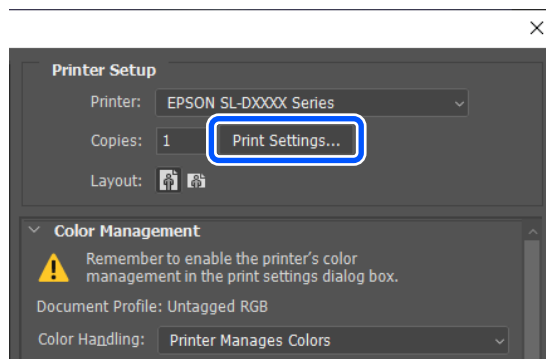 Printer Setup
Printer: EPSON SL-DXXXX Series
Copies: 1 Print Settings...
Layout:
Color Management
Remember to enable the printer's color
management in the print settings dialog box.
Document Profile: Untagged RGB
Color Handling: Printer Manages Colors